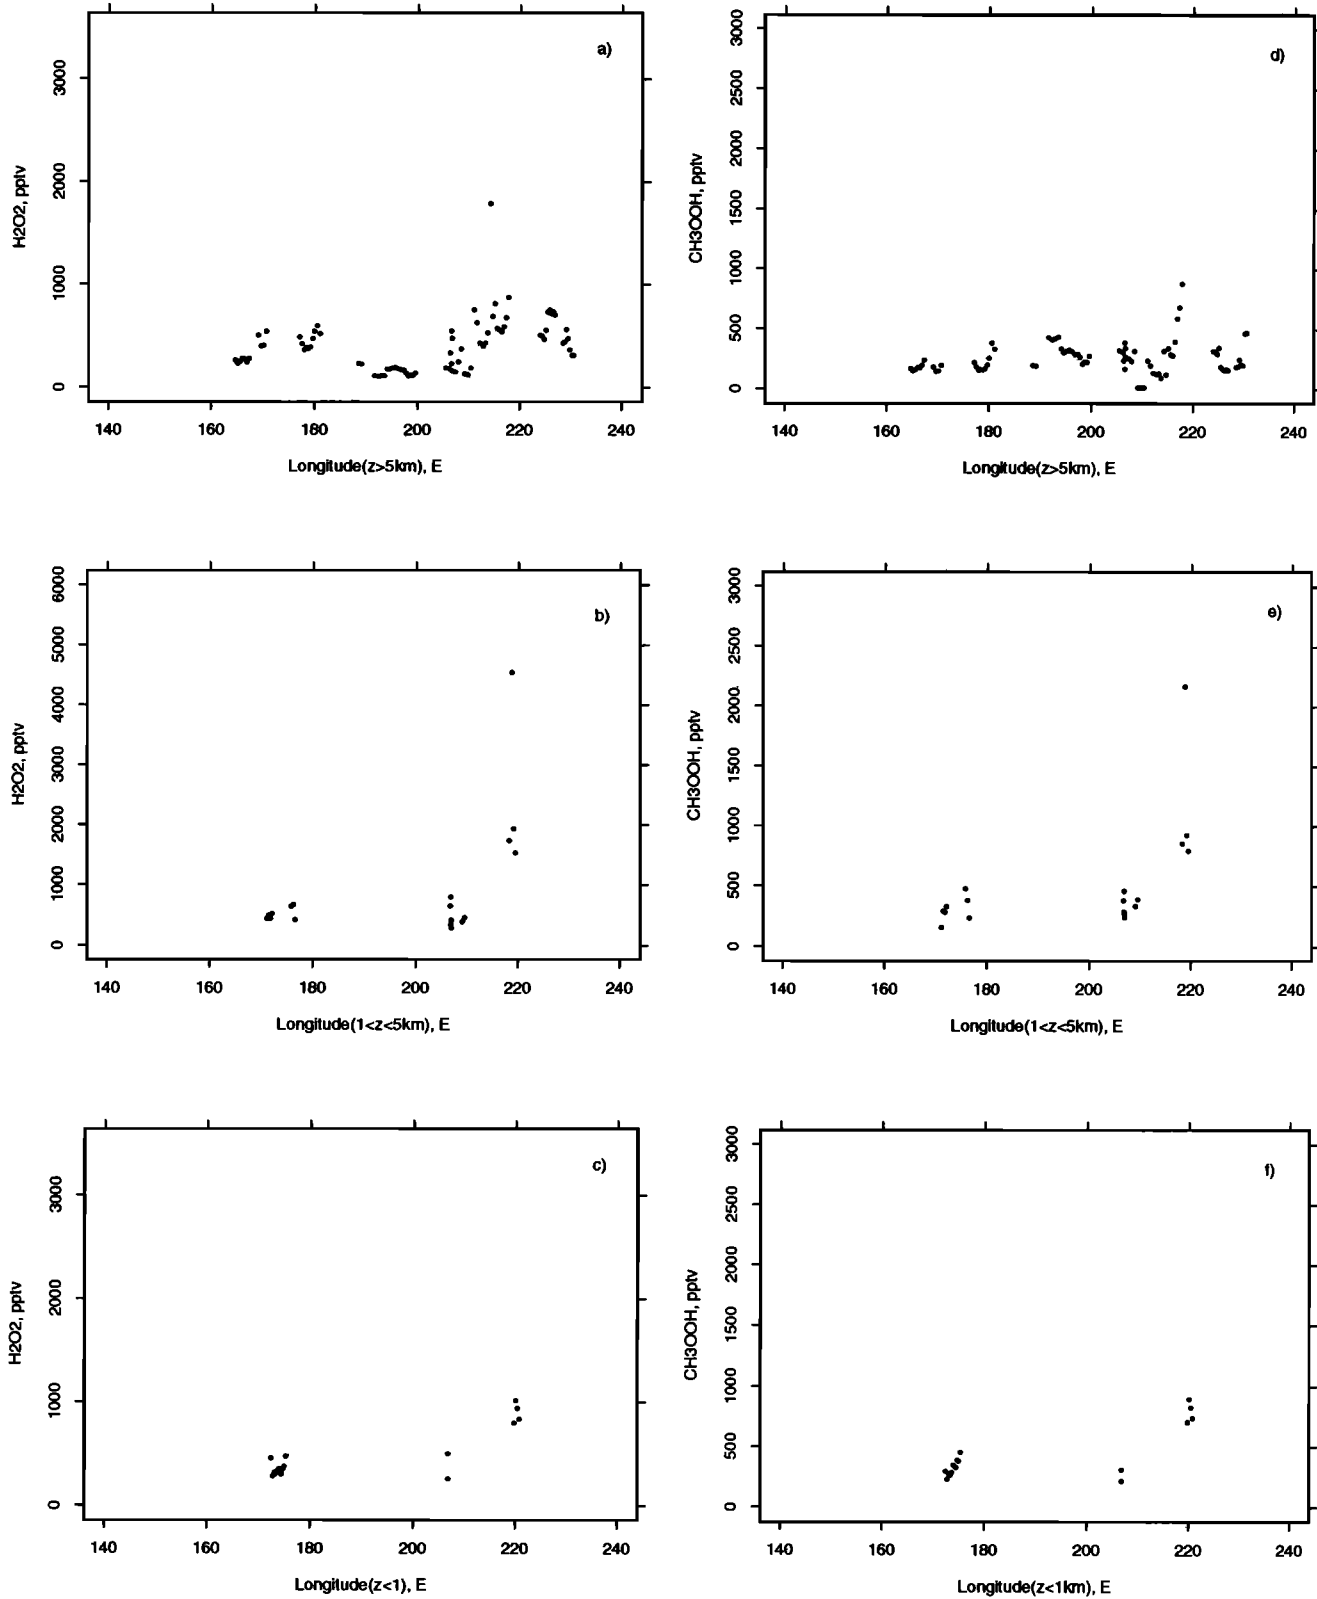 a)
H2O2, pptv
0 1000 2000 3000
140 160 180 200 220 240
Longitude(z>5km), E
d)
CH3OOH, pptv
0 500 1000 1500 2000 2500 3000
140 160 180 200 220 240
Longitude(z>5km), E
b)
H2O2, pptv
0 1000 2000 3000 4000 5000 6000
140 160 180 200 220 240
Longitude(1<z<5km), E
e)
CH3OOH, pptv
0 500 1000 1500 2000 2500 3000
140 160 180 200 220 240
Longitude(1<z<5km), E
c)
H2O2, pptv
0 1000 2000 3000
140 160 180 200 220 240
Longitude(z<1), E
f)
CH3OOH, pptv
0 500 1000 1500 2000 2500 3000
140 160 180 200 220 240
Longitude(z<1km), E